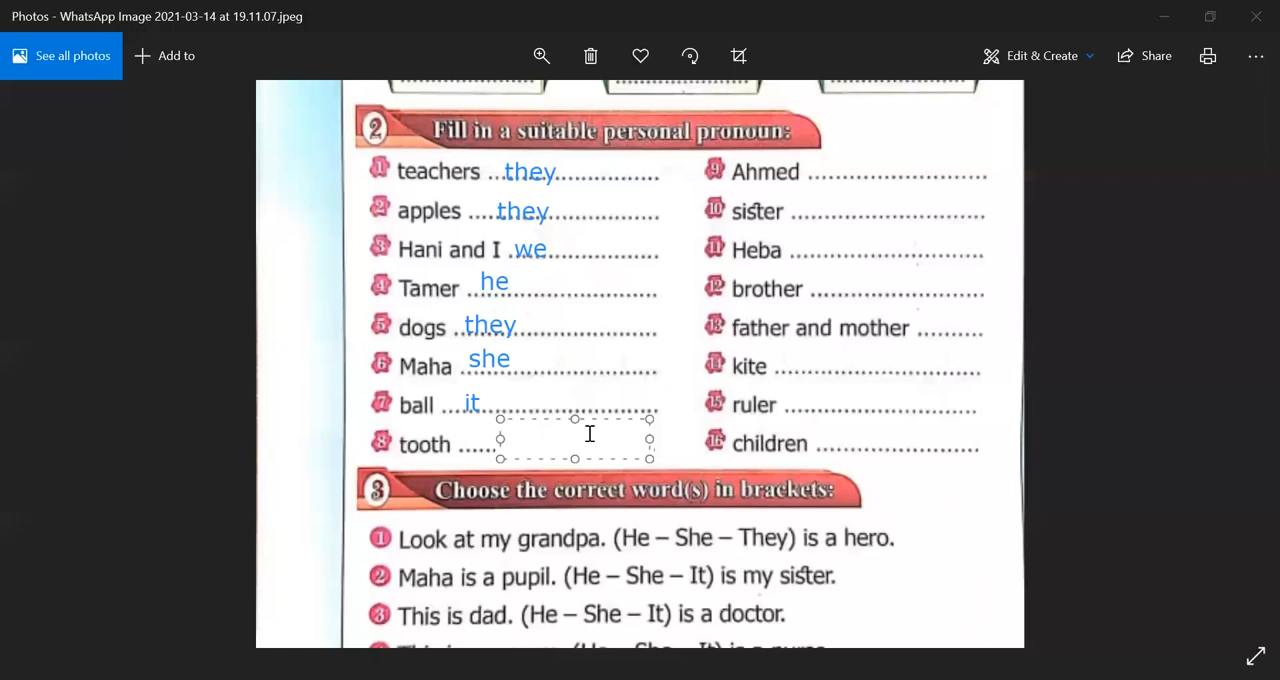 Photos - WhatsApp Image 2021-03-14 at 19.11.07.jpeg
See all photos
Add to
Edit & Create
Share
2 Fill in a suitable personal pronoun:
1 teachers ...they....................
2 apples ....they....................
3 Hani and I .we....................
4 Tamer ..he....................
5 dogs ..they....................
6 Maha .she....................
7 ball ....it....................
8 tooth ......
9 Ahmed ..............................
10 sister ..............................
11 Heba ..............................
12 brother ..............................
13 father and mother ..........
14 kite ..............................
15 ruler ..............................
16 children ..............................
3 Choose the correct word(s) in brackets:
1 Look at my grandpa. (He – She – They) is a hero.
2 Maha is a pupil. (He – She – It) is my sister.
3 This is dad. (He – She – It) is a doctor.